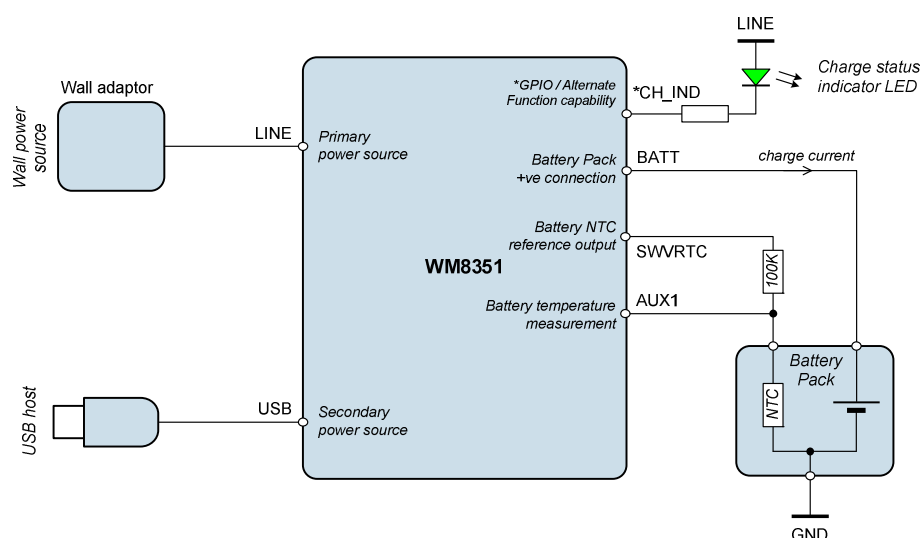 LINE
Charge status
indicator LED
*GPIO / Alternate
Function capability
*CH_IND
Wall adaptor
Wall power
source
LINE
Primary
power source
Battery Pack
+ve connection
BATT
charge current
Battery NTC
reference output
SWVRTC
100K
WM8351
Battery temperature
measurement
AUX1
Battery
Pack
NTC
USB host
USB
Secondary
power source
GND